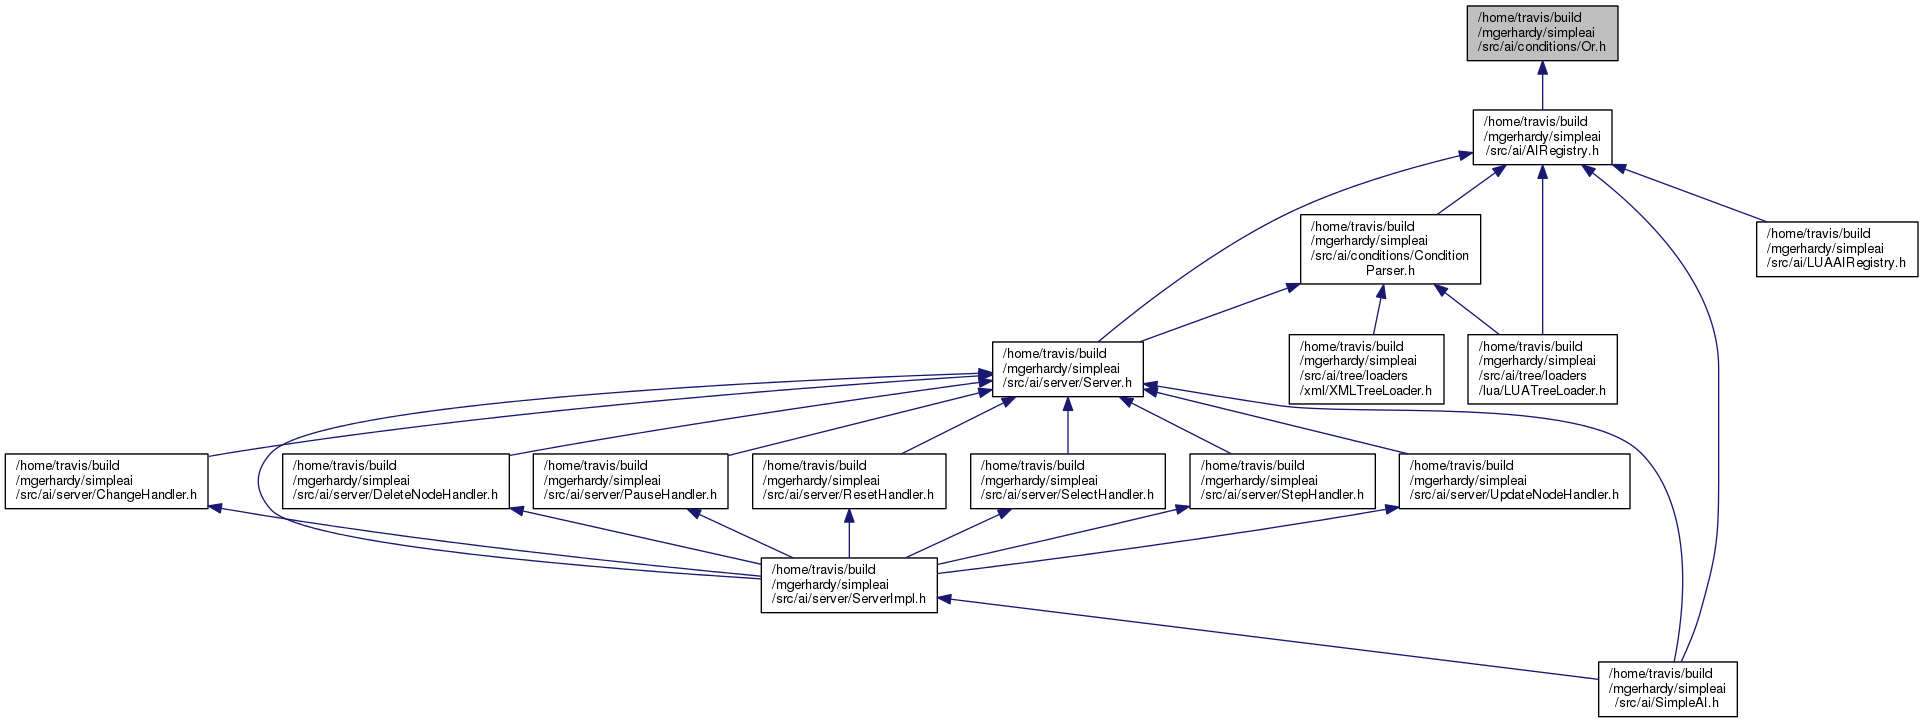 /home/travis/build
/mgerhardy/simpleai
/src/ai/conditions/Or.h
/home/travis/build
/mgerhardy/simpleai
/src/ai/AIRegistry.h
/home/travis/build
/mgerhardy/simpleai
/src/ai/conditions/Condition
Parser.h
/home/travis/build
/mgerhardy/simpleai
/src/ai/LUAAIRegistry.h
/home/travis/build
/mgerhardy/simpleai
/src/ai/server/Server.h
/home/travis/build
/mgerhardy/simpleai
/src/ai/tree/loaders
/xml/XMLTreeLoader.h
/home/travis/build
/mgerhardy/simpleai
/src/ai/tree/loaders
/lua/LUATreeLoader.h
/home/travis/build
/mgerhardy/simpleai
/src/ai/server/ChangeHandler.h
/home/travis/build
/mgerhardy/simpleai
/src/ai/server/DeleteNodeHandler.h
/home/travis/build
/mgerhardy/simpleai
/src/ai/server/PauseHandler.h
/home/travis/build
/mgerhardy/simpleai
/src/ai/server/ResetHandler.h
/home/travis/build
/mgerhardy/simpleai
/src/ai/server/SelectHandler.h
/home/travis/build
/mgerhardy/simpleai
/src/ai/server/StepHandler.h
/home/travis/build
/mgerhardy/simpleai
/src/ai/server/UpdateNodeHandler.h
/home/travis/build
/mgerhardy/simpleai
/src/ai/server/ServerImpl.h
/home/travis/build
/mgerhardy/simpleai
/src/ai/SimpleAI.h